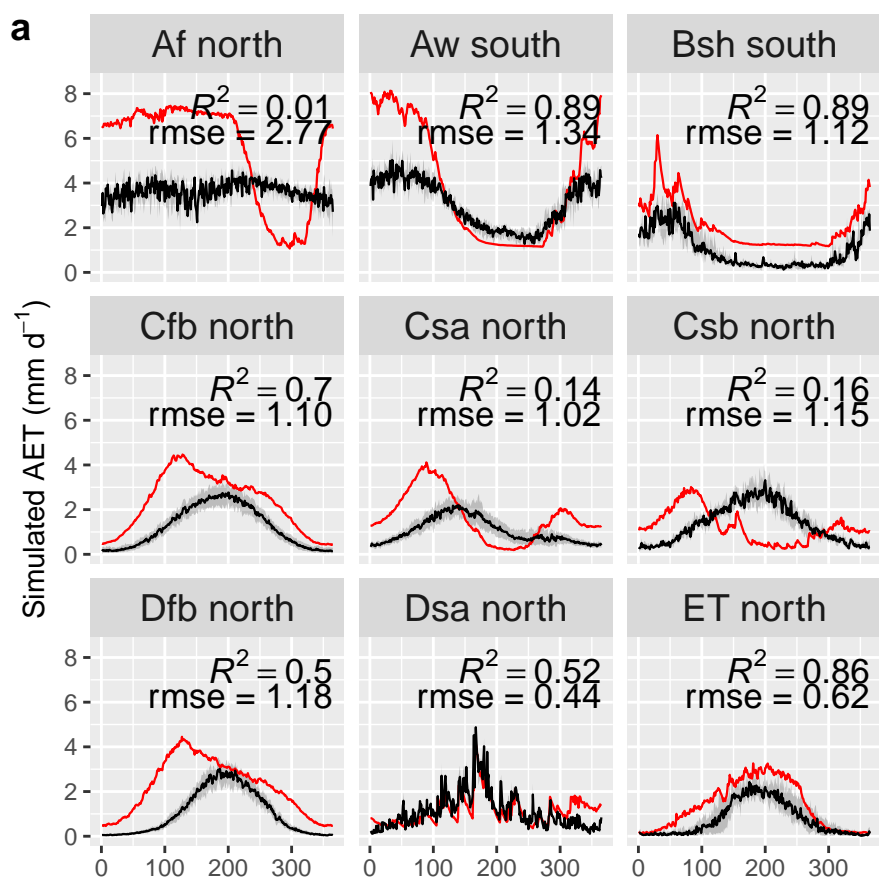 a
Af north
Aw south
Bsh south
R² = 0.01
rmse = 2.77
R² = 0.89
rmse = 1.34
R² = 0.89
rmse = 1.12
8
6
4
2
0
Cfb north
Csa north
Csb north
R² = 0.7
rmse = 1.10
R² = 0.14
rmse = 1.02
R² = 0.16
rmse = 1.15
8
6
4
2
0
Simulated AET (mm d⁻¹)
Dfb north
Dsa north
ET north
R² = 0.5
rmse = 1.18
R² = 0.52
rmse = 0.44
R² = 0.86
rmse = 0.62
8
6
4
2
0
0 100 200 300
0 100 200 300
0 100 200 300